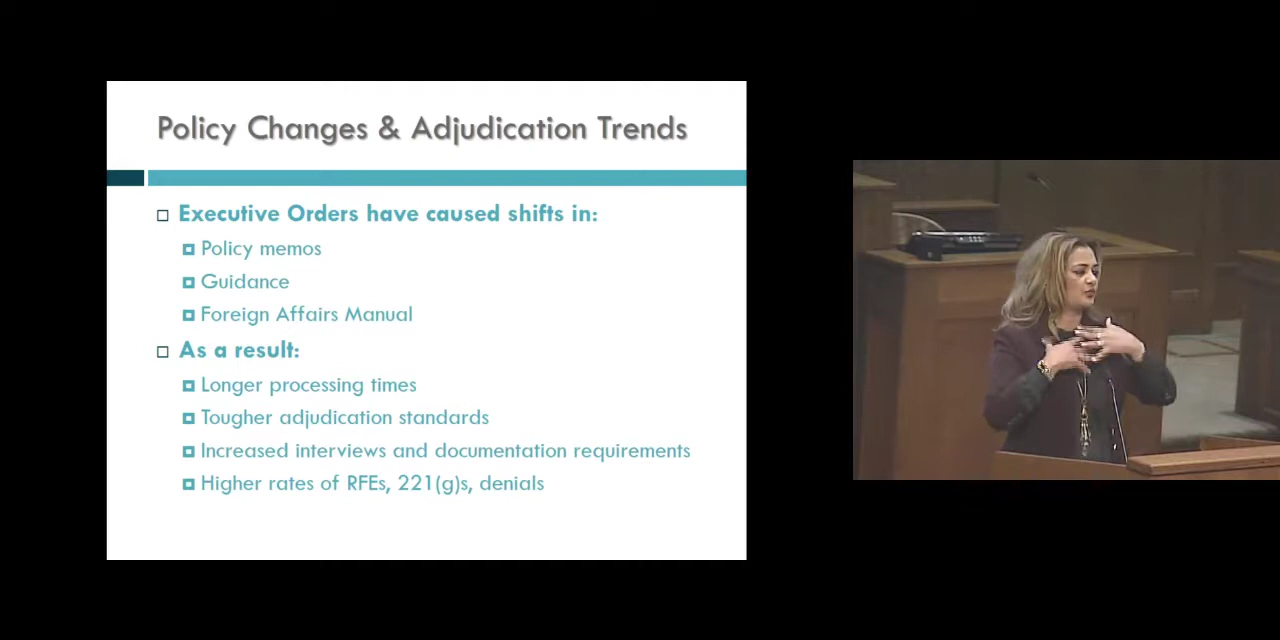 Policy Changes & Adjudication Trends
Executive Orders have caused shifts in:
Policy memos
Guidance
Foreign Affairs Manual
As a result:
Longer processing times
Tougher adjudication standards
Increased interviews and documentation requirements
Higher rates of RFEs, 221(g)s, denials